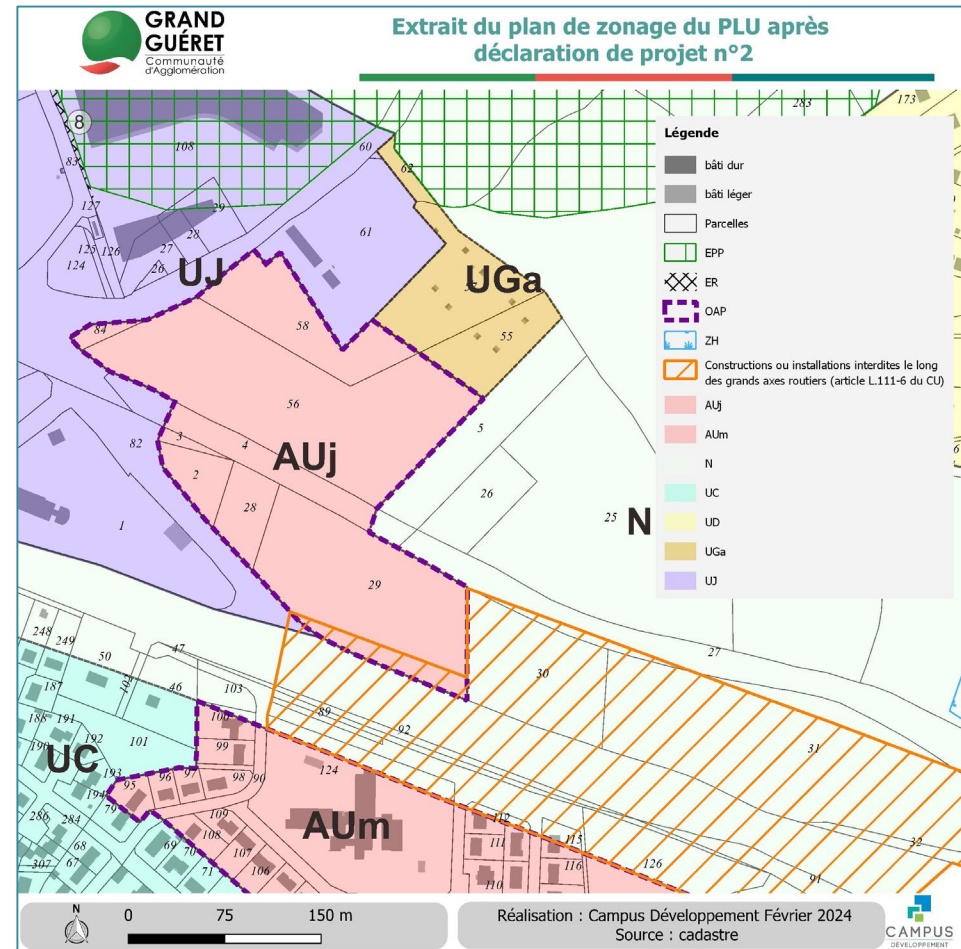 GRAND
GUÉRET
Communauté
d'Agglomération
Extrait du plan de zonage du PLU après
déclaration de projet n°2
Légende
bâti dur
bâti léger
Parcelles
EPP
ER
OAP
ZH
Constructions ou installations interdites le long
des grands axes routiers (article L.111-6 du CU)
AUj
AUm
N
UC
UD
UGa
UJ
8
83
108
60
62
283
173
127
29
28
27
26
125
126
124
61
UJ
UGa
55
58
84
56
5
82
3
4
AUj
2
28
26
25
N
1
29
248
249
50
47
46
103
102
30
27
187
188
191
192
190
101
100
99
89
92
31
UC
193
194
95
96
97
98
90
124
79
AUm
286
284
68
67
307
69
70
71
109
108
107
106
112
111
110
115
116
126
91
32
N
0 75 150 m
Réalisation : Campus Développement Février 2024
Source : cadastre
CAMPUS
DÉVELOPPEMENT